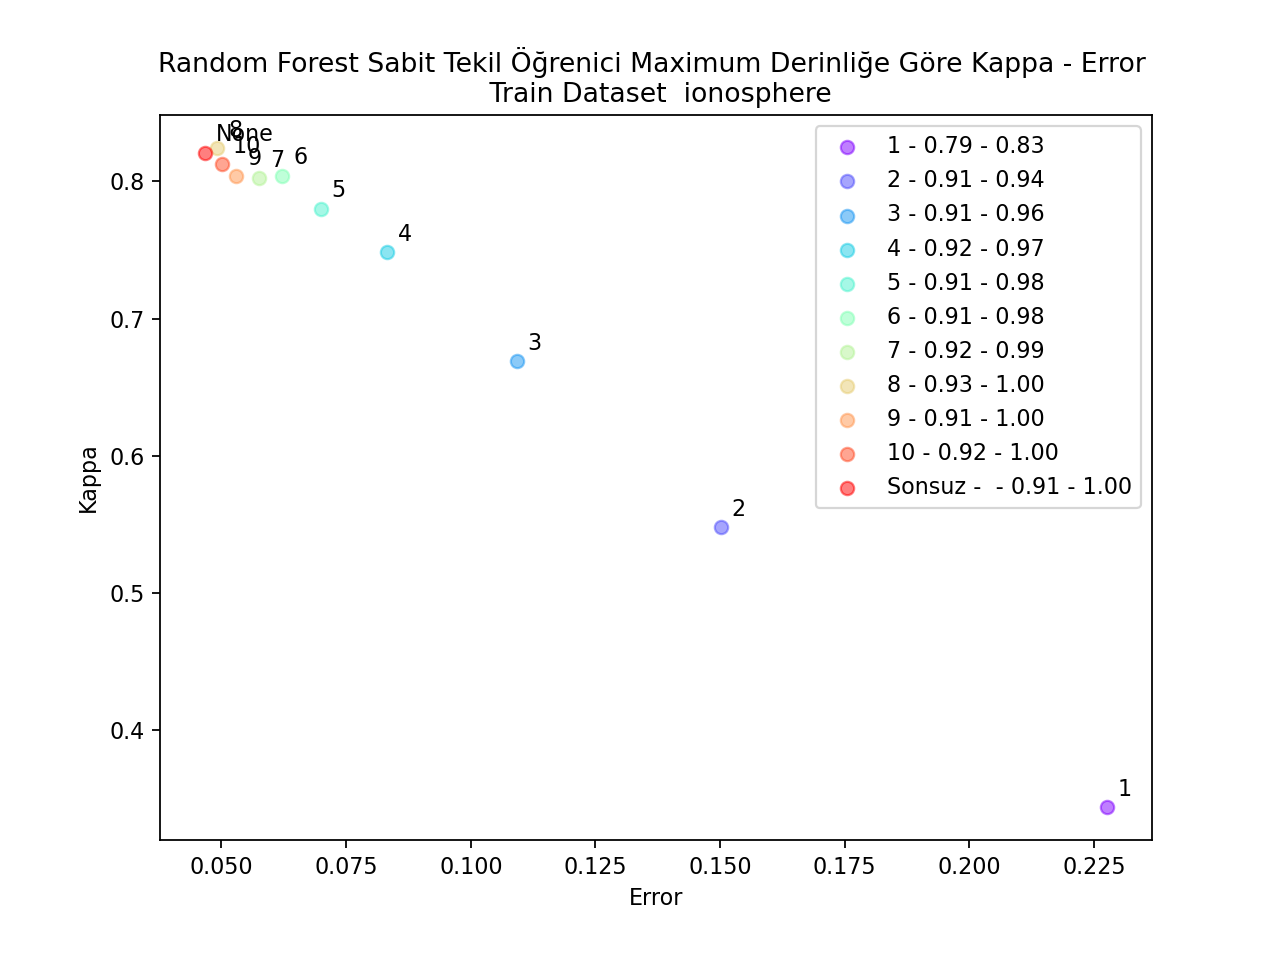 Random Forest Sabit Tekil Öğrenici Maximum Derinliğe Göre Kappa - Error
Train Dataset  ionosphere
8
None
10
9
7
6
5
4
3
2
1
1 - 0.79 - 0.83
2 - 0.91 - 0.94
3 - 0.91 - 0.96
4 - 0.92 - 0.97
5 - 0.91 - 0.98
6 - 0.91 - 0.98
7 - 0.92 - 0.99
8 - 0.93 - 1.00
9 - 0.91 - 1.00
10 - 0.92 - 1.00
Sonsuz -  - 0.91 - 1.00
0.8
0.7
0.6
0.5
0.4
Kappa
0.050 0.075 0.100 0.125 0.150 0.175 0.200 0.225
Error